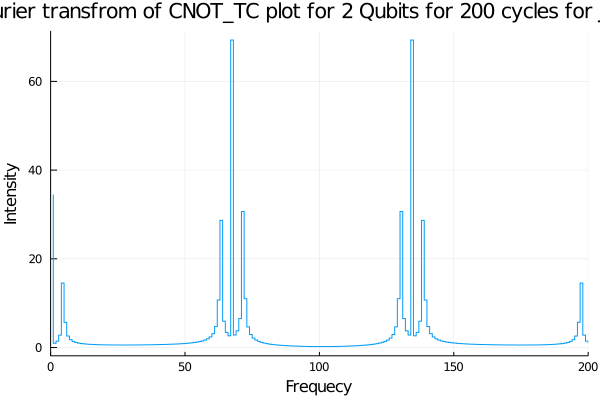 urier transfrom of CNOT_TC plot for 2 Qubits for 200 cycles for
60
40
20
0
Intensity
0 50 100 150 200
Frequecy